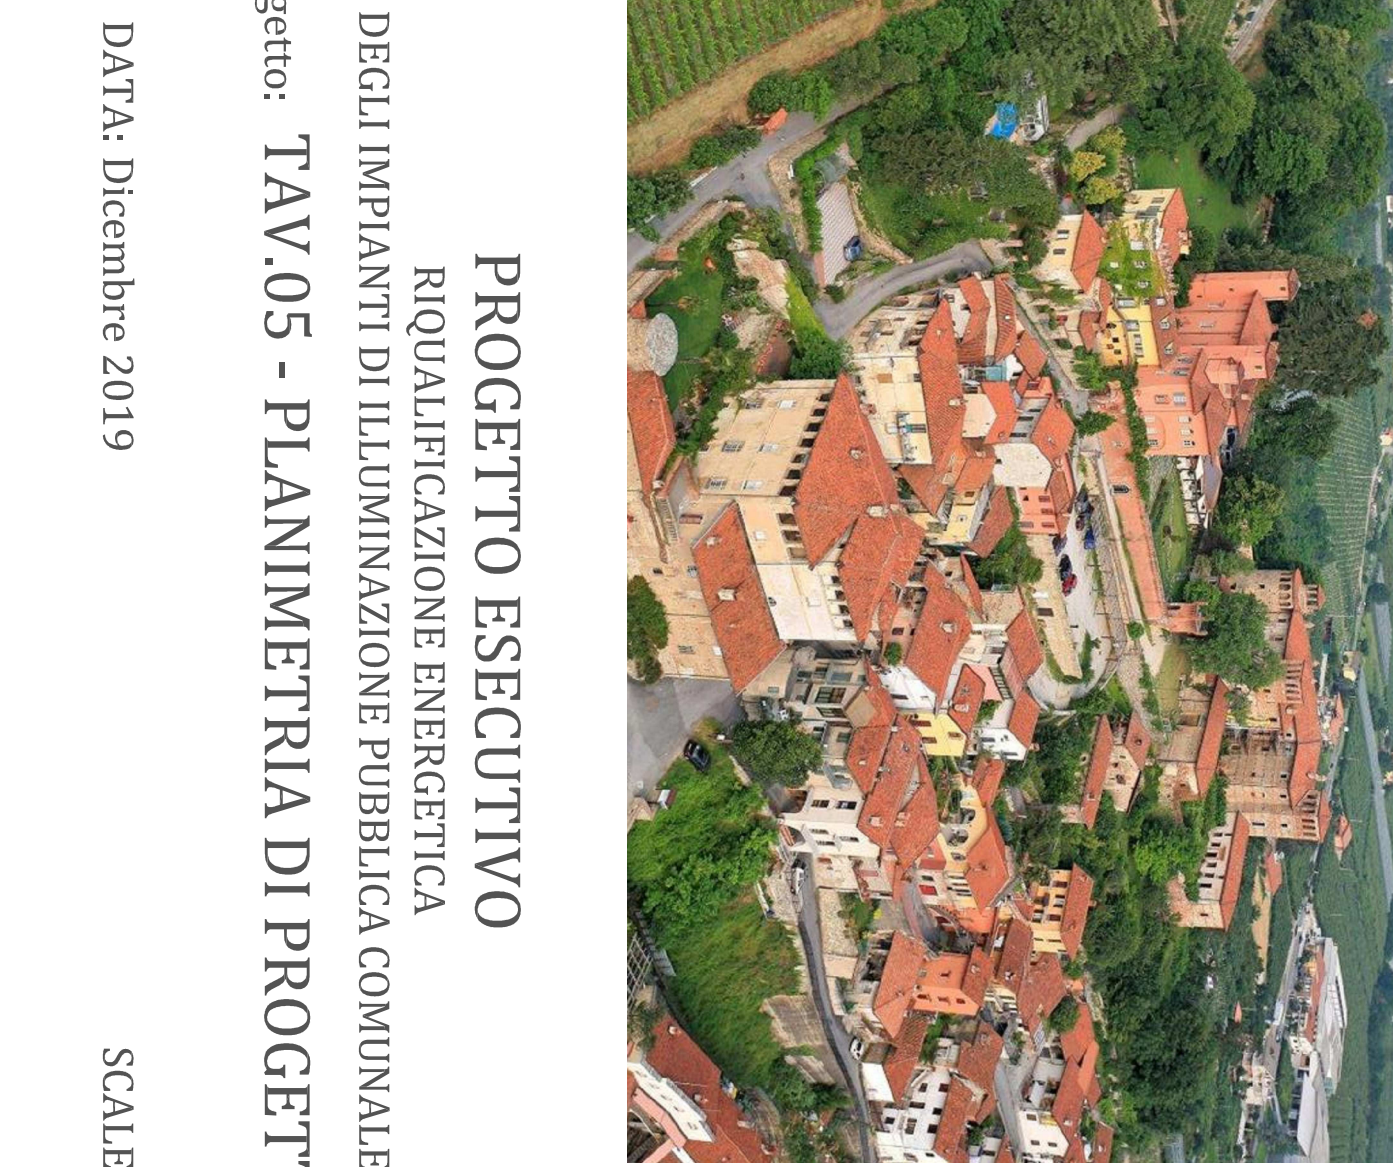 PROGETTO ESECUTIVO
RIQUALIFICAZIONE ENERGETICA
DEGLI IMPIANTI DI ILLUMINAZIONE PUBBLICA COMUNALE
getto: TAV.05 - PLANIMETRIA DI PROGET
DATA: Dicembre 2019 SCALE